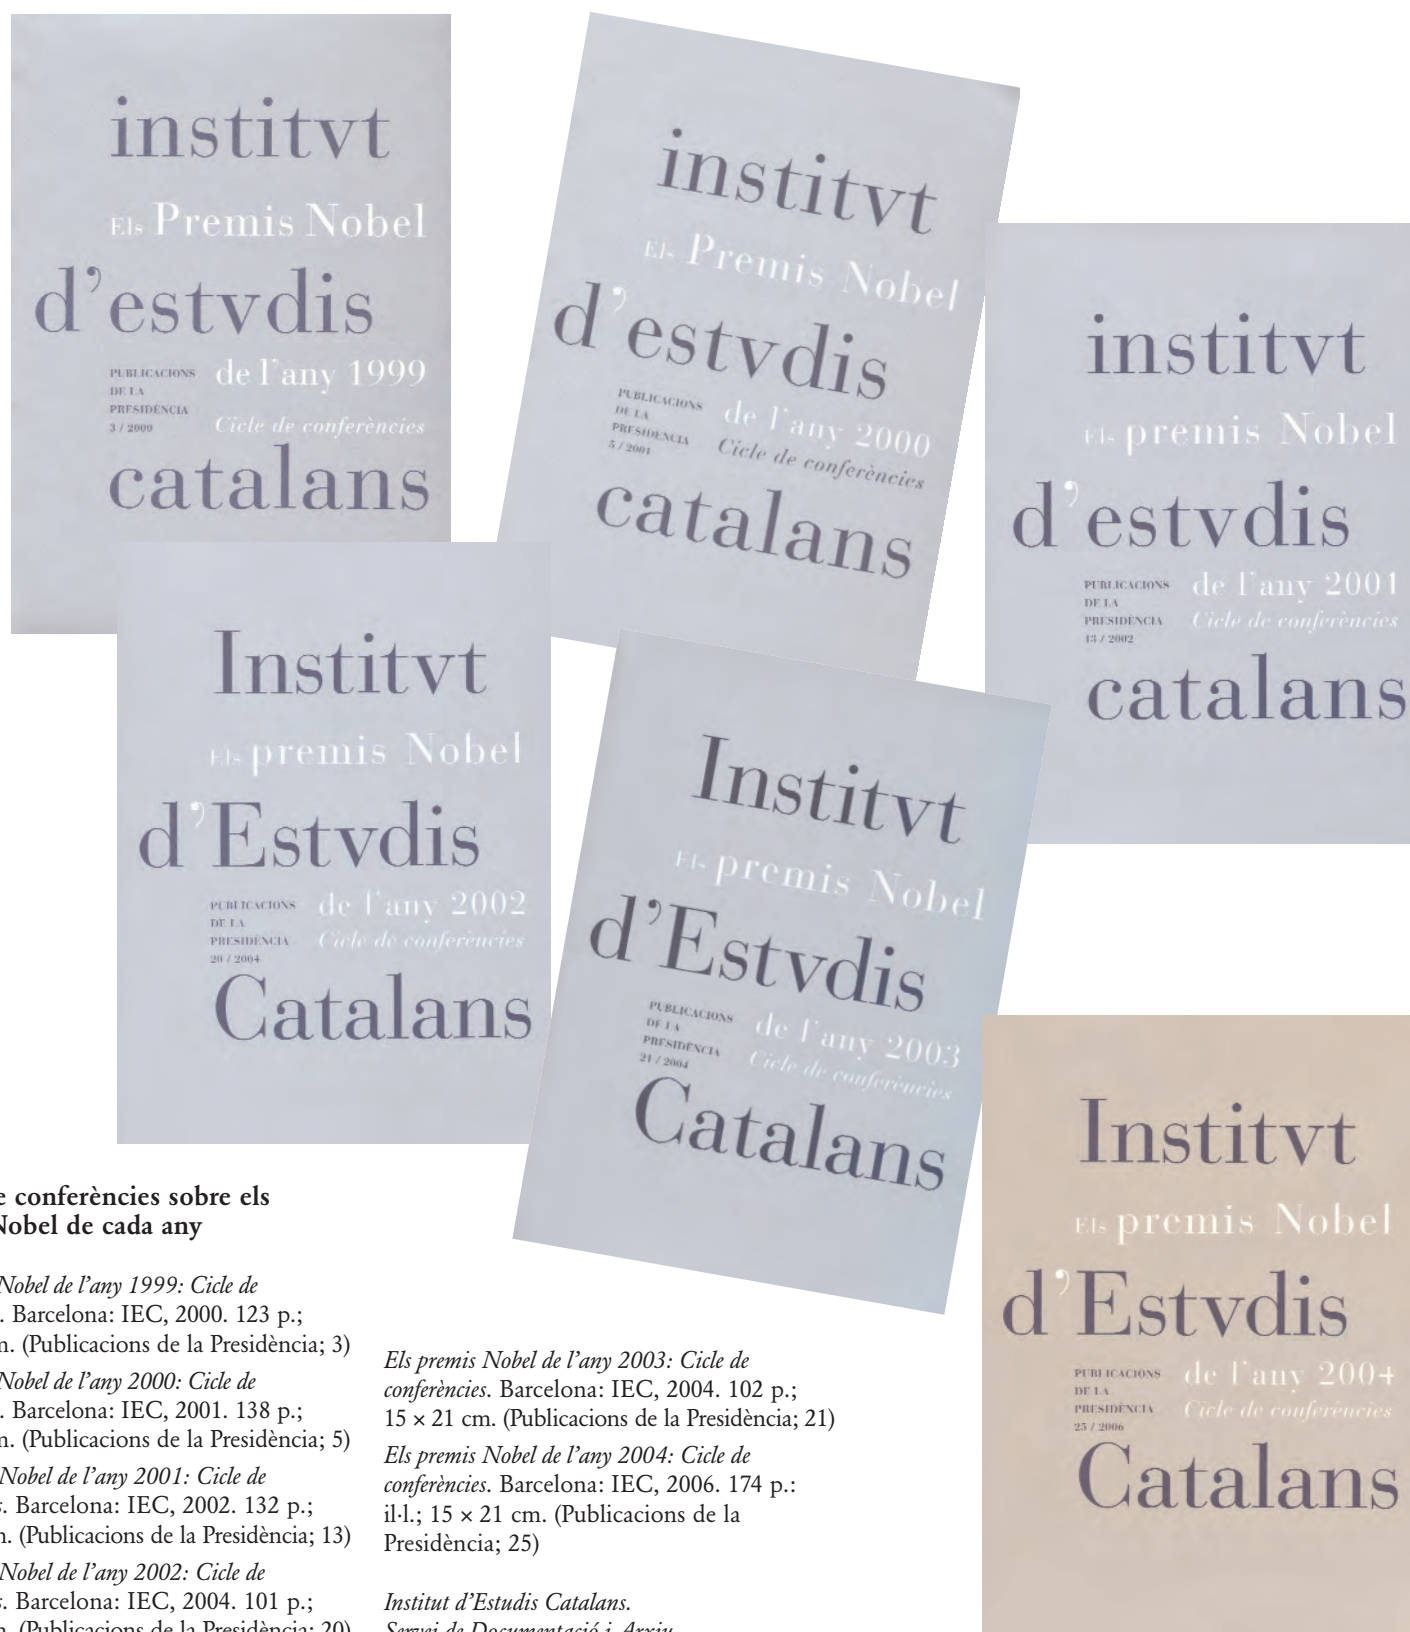 institvt
Els Premis Nobel
d'estvdis
PUBLICACIONS
DE LA
PRESIDÈNCIA
3 / 2000
de l'any 1999
Cicle de conferències
catalans
institvt
Els Premis Nobel
d'estvdis
PUBLICACIONS
DE LA
PRESIDÈNCIA
5 / 2001
de l'any 2000
Cicle de conferències
catalans
institvt
Els premis Nobel
d'estvdis
PUBLICACIONS
DE LA
PRESIDÈNCIA
13 / 2002
de l'any 2001
Cicle de conferències
catalans
Institvt
Els premis Nobel
d'Estvdis
PUBLICACIONS
DE LA
PRESIDÈNCIA
20 / 2004
de l'any 2002
Cicle de conferències
Catalans
Institvt
Els premis Nobel
d'Estvdis
PUBLICACIONS
DE LA
PRESIDÈNCIA
21 / 2004
de l'any 2003
Cicle de conferències
Catalans
Institvt
Els premis Nobel
d'Estvdis
PUBLICACIONS
DE LA
PRESIDÈNCIA
25 / 2006
de l'any 2004
Cicle de conferències
Catalans
conferències sobre els
Nobel de cada any
Nobel de l'any 1999: Cicle de
. Barcelona: IEC, 2000. 123 p.;
(Publicacions de la Presidència; 3)
Nobel de l'any 2000: Cicle de
. Barcelona: IEC, 2001. 138 p.;
(Publicacions de la Presidència; 5)
Nobel de l'any 2001: Cicle de
. Barcelona: IEC, 2002. 132 p.;
(Publicacions de la Presidència; 13)
Nobel de l'any 2002: Cicle de
. Barcelona: IEC, 2004. 101 p.;
(Publicacions de la Presidència; 20)
Els premis Nobel de l'any 2003: Cicle de
conferències. Barcelona: IEC, 2004. 102 p.;
15 × 21 cm. (Publicacions de la Presidència; 21)
Els premis Nobel de l'any 2004: Cicle de
conferències. Barcelona: IEC, 2006. 174 p.:
il·l.; 15 × 21 cm. (Publicacions de la
Presidència; 25)
Institut d'Estudis Catalans.
Servei de Documentació i Arxiu